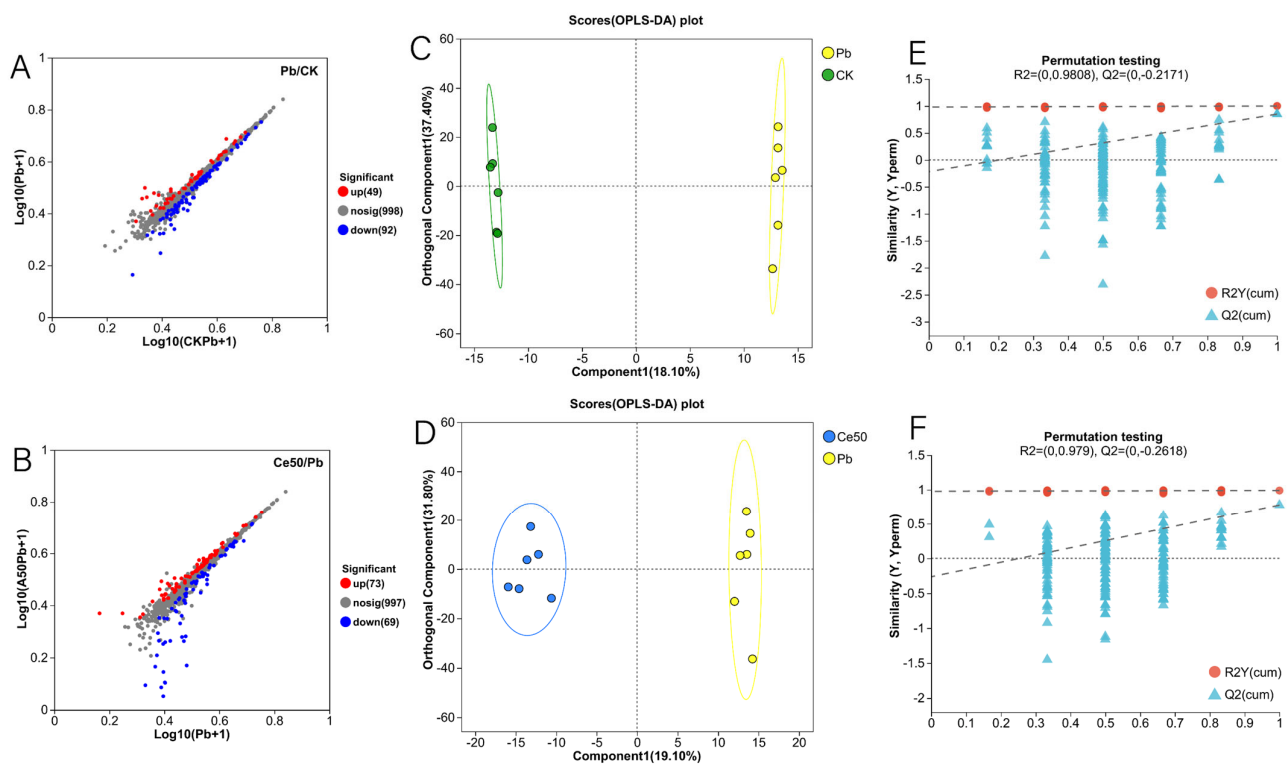 A
Pb/CK
Log10(Pb+1)
1
0.8
0.6
0.4
0.2
0
0
0.2
0.4
0.6
0.8
1
Log10(CKPb+1)
Significant
up(49)
nosig(998)
down(92)
C
Scores(OPLS-DA) plot
Orthogonal Component1(37.40%)
60
40
20
0
-20
-40
-60
-15
-10
-5
0
5
10
15
Component1(18.10%)
Pb
CK
E
Permutation testing
R2=(0,0.9808), Q2=(0,-0.2171)
Similarity (Y, Yperm)
1.5
1
0.5
0
-0.5
-1
-1.5
-2
-2.5
-3
R2Y(cum)
Q2(cum)
0
0.1
0.2
0.3
0.4
0.5
0.6
0.7
0.8
0.9
1
B
Ce50/Pb
Log10(A50Pb+1)
1
0.8
0.6
0.4
0.2
0
0
0.2
0.4
0.6
0.8
1
Log10(Pb+1)
Significant
up(73)
nosig(997)
down(69)
D
Scores(OPLS-DA) plot
Orthogonal Component1(31.80%)
60
40
20
0
-20
-40
-60
-20
-15
-10
-5
0
5
10
15
20
Component1(19.10%)
Ce50
Pb
F
Permutation testing
R2=(0,0.979), Q2=(0,-0.2618)
Similarity (Y, Yperm)
1.5
1
0.5
0
-0.5
-1
-1.5
-2
R2Y(cum)
Q2(cum)
0
0.1
0.2
0.3
0.4
0.5
0.6
0.7
0.8
0.9
1